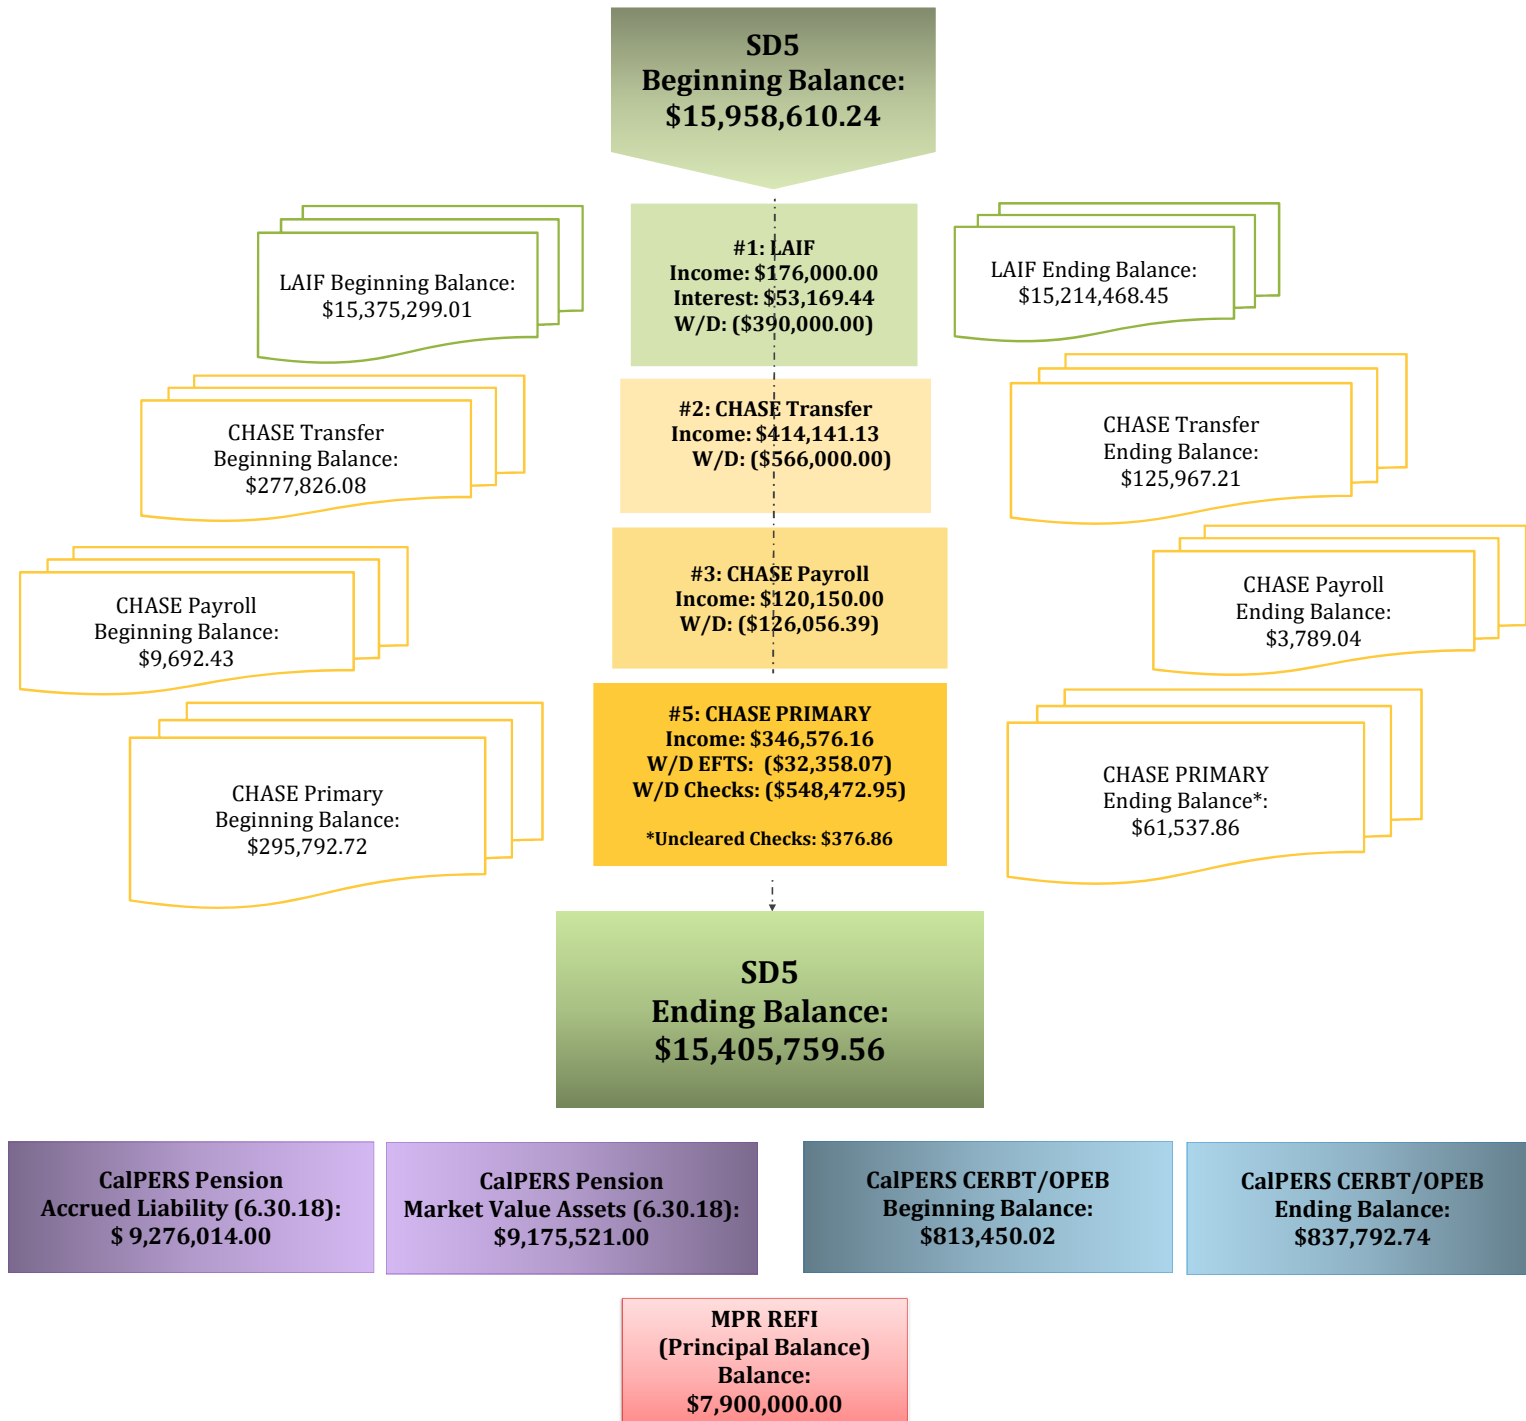 SD5
Beginning Balance:
$15,958,610.24
LAIF Beginning Balance:
$15,375,299.01
#1: LAIF
Income: $176,000.00
Interest: $53,169.44
W/D: ($390,000.00)
LAIF Ending Balance:
$15,214,468.45
CHASE Transfer
Beginning Balance:
$277,826.08
#2: CHASE Transfer
Income: $414,141.13
W/D: ($566,000.00)
CHASE Transfer
Ending Balance:
$125,967.21
CHASE Payroll
Beginning Balance:
$9,692.43
#3: CHASE Payroll
Income: $120,150.00
W/D: ($126,056.39)
CHASE Payroll
Ending Balance:
$3,789.04
CHASE Primary
Beginning Balance:
$295,792.72
#5: CHASE PRIMARY
Income: $346,576.16
W/D EFTS: ($32,358.07)
W/D Checks: ($548,472.95)
*Uncleared Checks: $376.86
CHASE PRIMARY
Ending Balance*:
$61,537.86
SD5
Ending Balance:
$15,405,759.56
CalPERS Pension
Accrued Liability (6.30.18):
$ 9,276,014.00
CalPERS Pension
Market Value Assets (6.30.18):
$9,175,521.00
CalPERS CERBT/OPEB
Beginning Balance:
$813,450.02
CalPERS CERBT/OPEB
Ending Balance:
$837,792.74
MPR REFI
(Principal Balance)
Balance:
$7,900,000.00